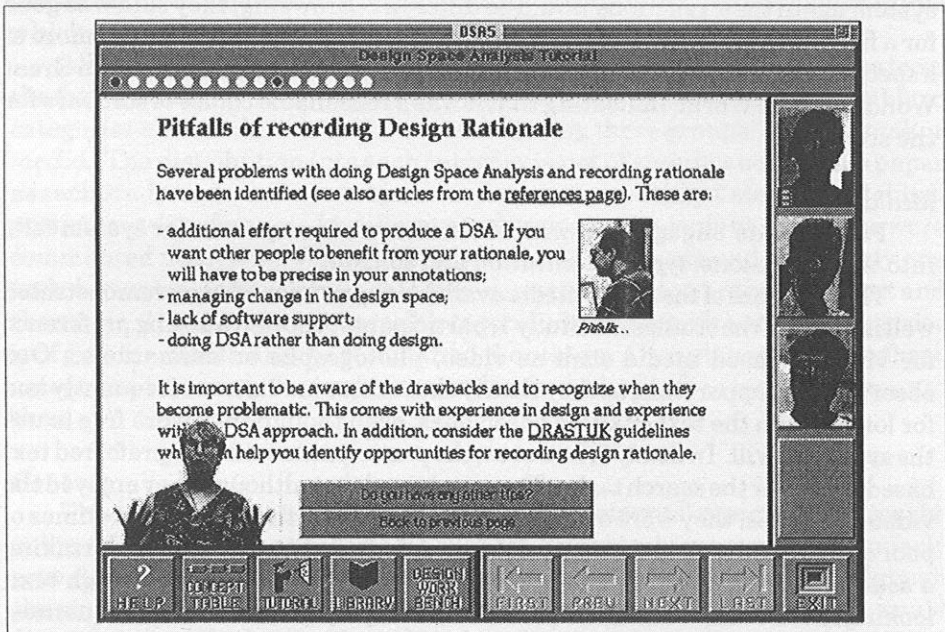 DSA5
Design Space Analysis Tutorial
Pitfalls of recording Design Rationale
Several problems with doing Design Space Analysis and recording rationale
have been identified (see also articles from the references page). These are:
- additional effort required to produce a DSA. If you
want other people to benefit from your rationale, you
will have to be precise in your annotation;
- managing change in the design space;
- lack of software support;
- doing DSA rather than doing design.
Pitfalls...
It is important to be aware of the drawbacks and to recognize when they
become problematic. This comes with experience in design and experience
DSA approach. In addition, consider the DRASTUK guidelines
help you identify opportunities for recording design rationale.
Do you have any other tips?
Back to previous page
? HELP
CONCEPT TABLE
TUTORIAL
LIBRARY
DESIGN WORK BENCH
FIRST
PREV
NEXT
LAST
EXIT